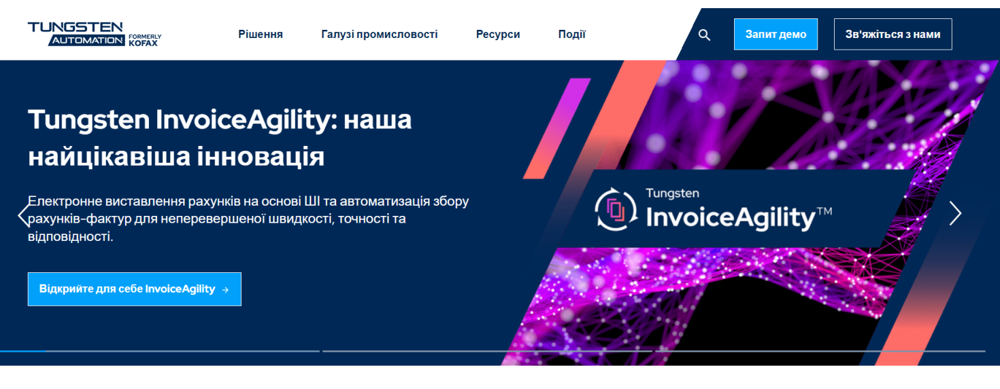 TUNGSTEN
AUTOMATION FORMERLY KOFAX
Рішення Галузі промисловості Ресурси Події Запит демо Зв'яжіться з нами
Tungsten InvoiceAgility: наша
найцікавіша інновація
Електронне виставлення рахунків на основі ШІ та автоматизація збору
рахунків-фактур для неперевершеної швидкості, точності та
відповідності.
Відкрийте для себе InvoiceAgility →
Tungsten
InvoiceAgility™